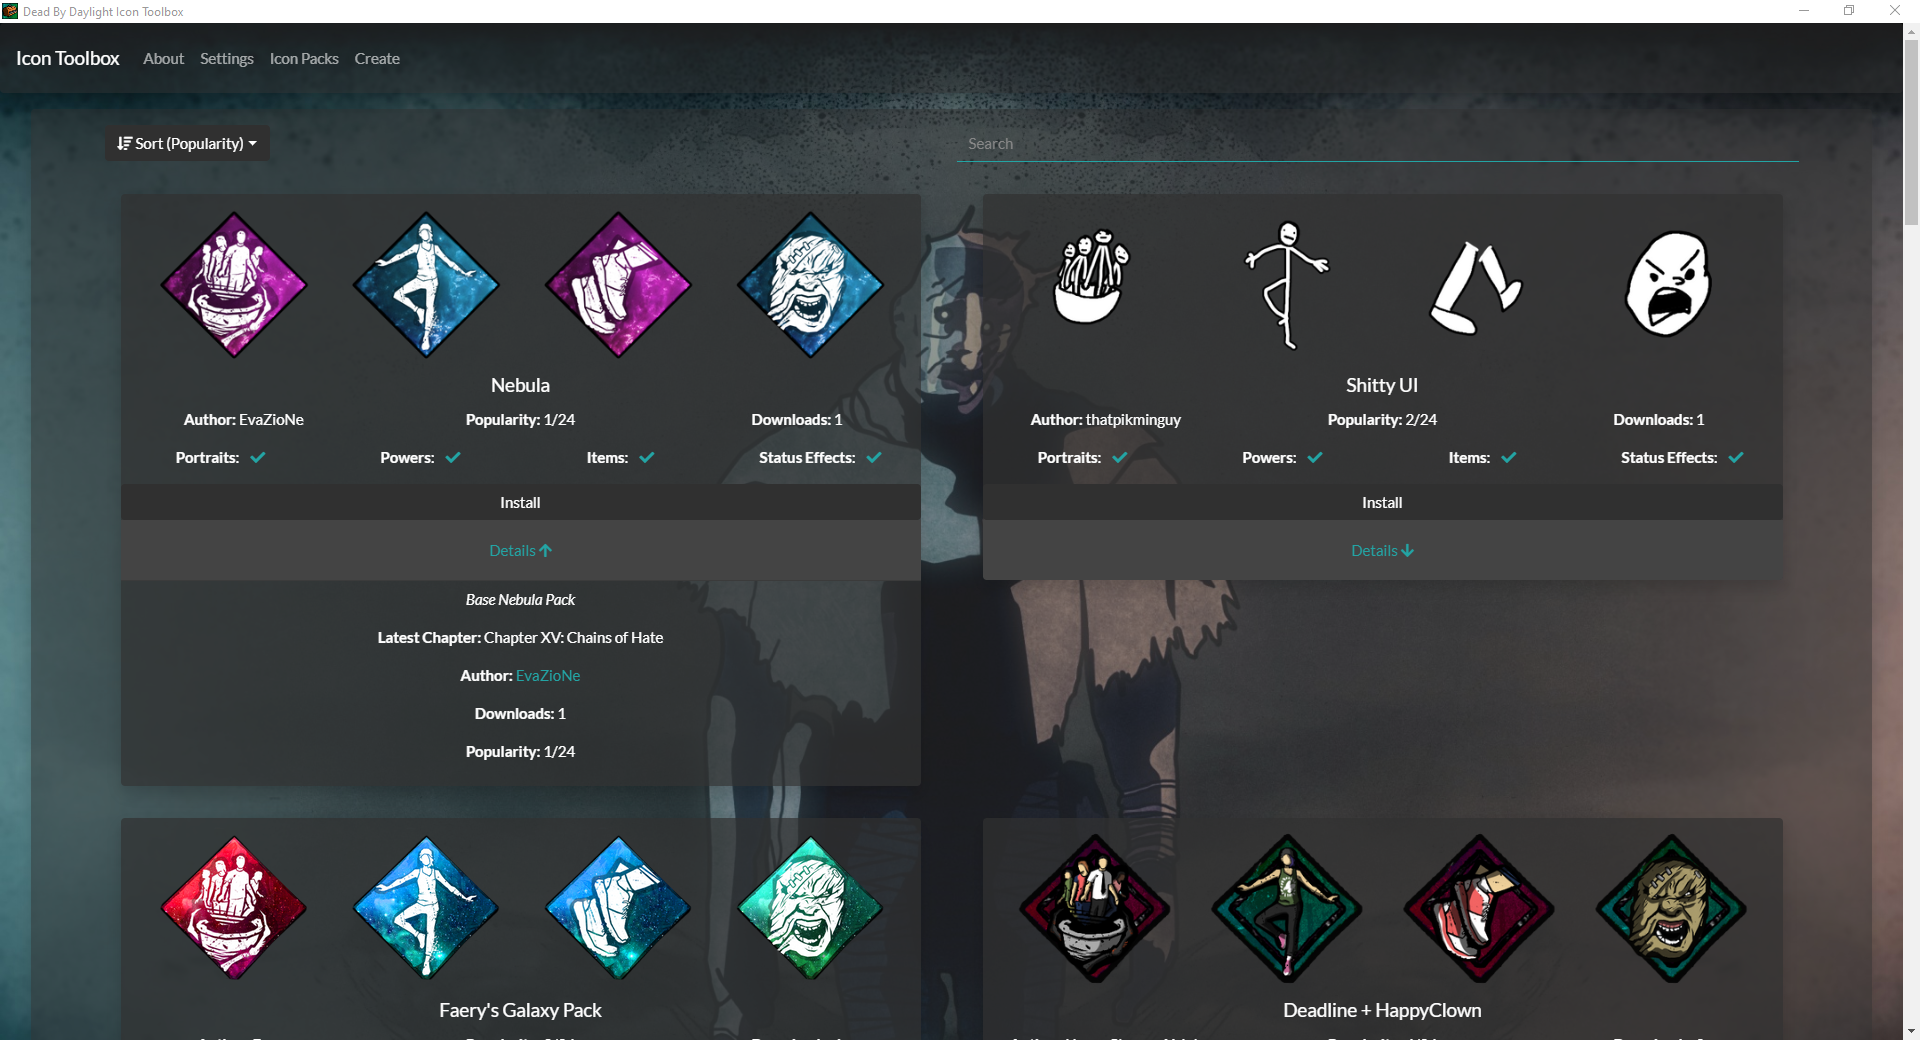 Dead By Daylight Icon Toolbox
Icon Toolbox About Settings Icon Packs Create
Sort (Popularity)
Search
Nebula
Author: EvaZioNe Popularity: 1/24 Downloads: 1
Portraits: Powers: Items: Status Effects:
Install
Details
Base Nebula Pack
Latest Chapter: Chapter XV: Chains of Hate
Author: EvaZioNe
Downloads: 1
Popularity: 1/24
Shitty UI
Author: thatpikminguy Popularity: 2/24 Downloads: 1
Portraits: Powers: Items: Status Effects:
Install
Details
Faery's Galaxy Pack
Deadline + HappyClown